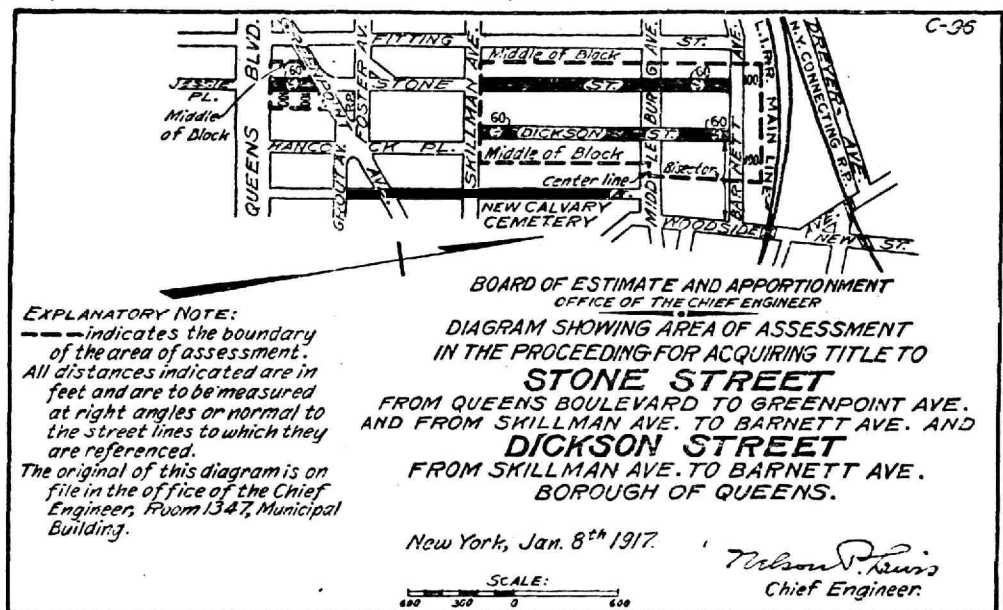 C-36
QUEENS BLVD.
FITTING ST.
FOSTER AV.
SKILLMAN AVE.
AVE.
L.I.R.R. MAIN LINE
N.Y. CONNECTING R.R.
DREYER AVE.
Middle of Block
60
STONE ST.
60
100
PL.
Middle
of Block
60
DICKSON ST.
60
HANCOCK PL.
Middle of Block
Bisector
100
Center line
BARNETT
GROUT AV.
AV.
NEW CALVARY
CEMETERY
WOODSIDE AVE.
NEW ST.
BOARD OF ESTIMATE AND APPORTIONMENT
OFFICE OF THE CHIEF ENGINEER
DIAGRAM SHOWING AREA OF ASSESSMENT
IN THE PROCEEDING FOR ACQUIRING TITLE TO
STONE STREET
FROM QUEENS BOULEVARD TO GREENPOINT AVE.
AND FROM SKILLMAN AVE. TO BARNETT AVE. AND
DICKSON STREET
FROM SKILLMAN AVE. TO BARNETT AVE.
BOROUGH OF QUEENS.
EXPLANATORY NOTE:
indicates the boundary
of the area of assessment.
All distances indicated are in
feet and are to be measured
at right angles or normal to
the street lines to which they
are referenced.
The original of this diagram is on
file in the office of the Chief
Engineer, Room 1347, Municipal
Building.
New York, Jan. 8th 1917.
Nelson P. Lewis
Chief Engineer.
SCALE:
600 300 0 600